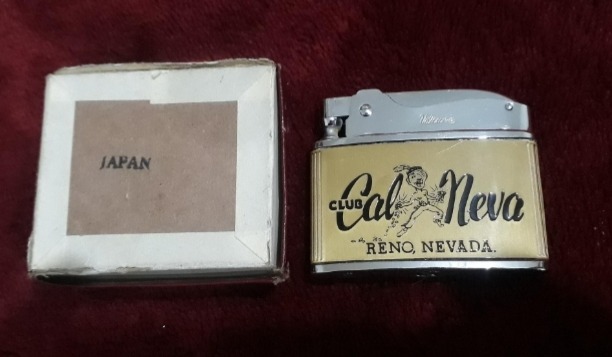 JAPAN
CLUB Cal Neva
RENO, NEVADA.